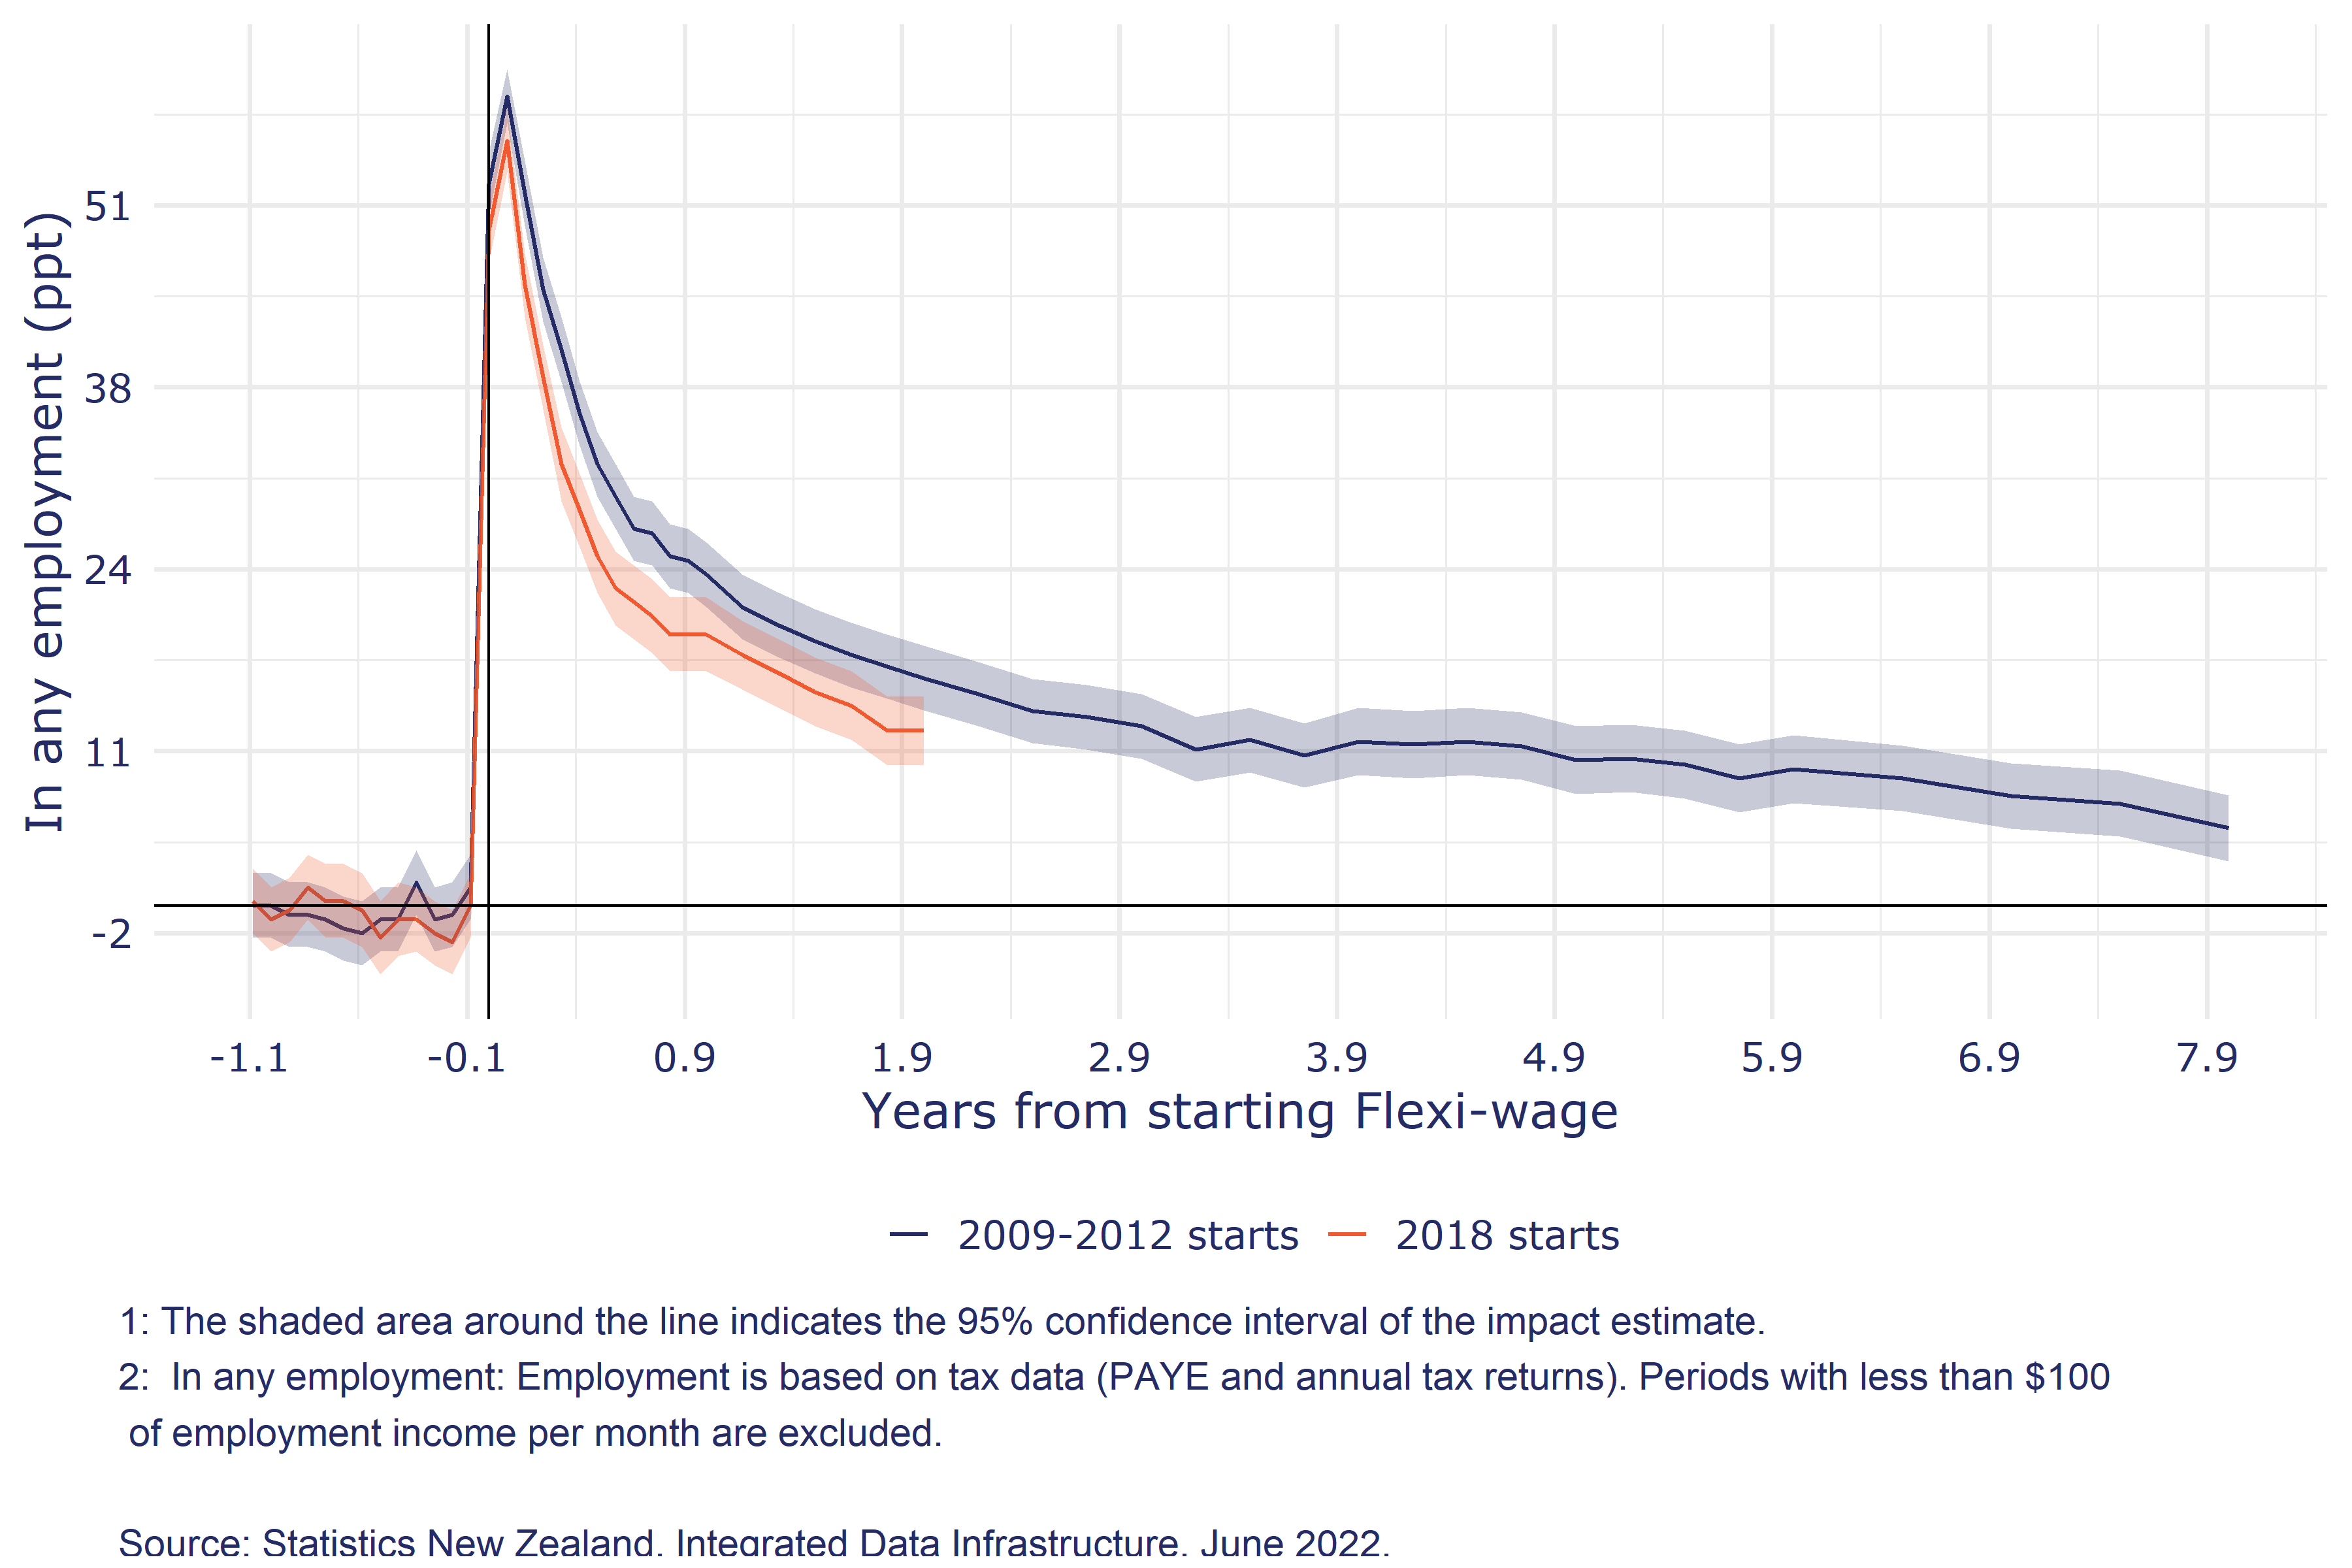 In any employment (ppt)
51
38
24
11
-2
-1.1 -0.1 0.9 1.9 2.9 3.9 4.9 5.9 6.9 7.9
Years from starting Flexi-wage
2009-2012 starts 2018 starts
1: The shaded area around the line indicates the 95% confidence interval of the impact estimate.
2:  In any employment: Employment is based on tax data (PAYE and annual tax returns). Periods with less than $100
of employment income per month are excluded.
Source: Statistics New Zealand, Integrated Data Infrastructure, June 2022.